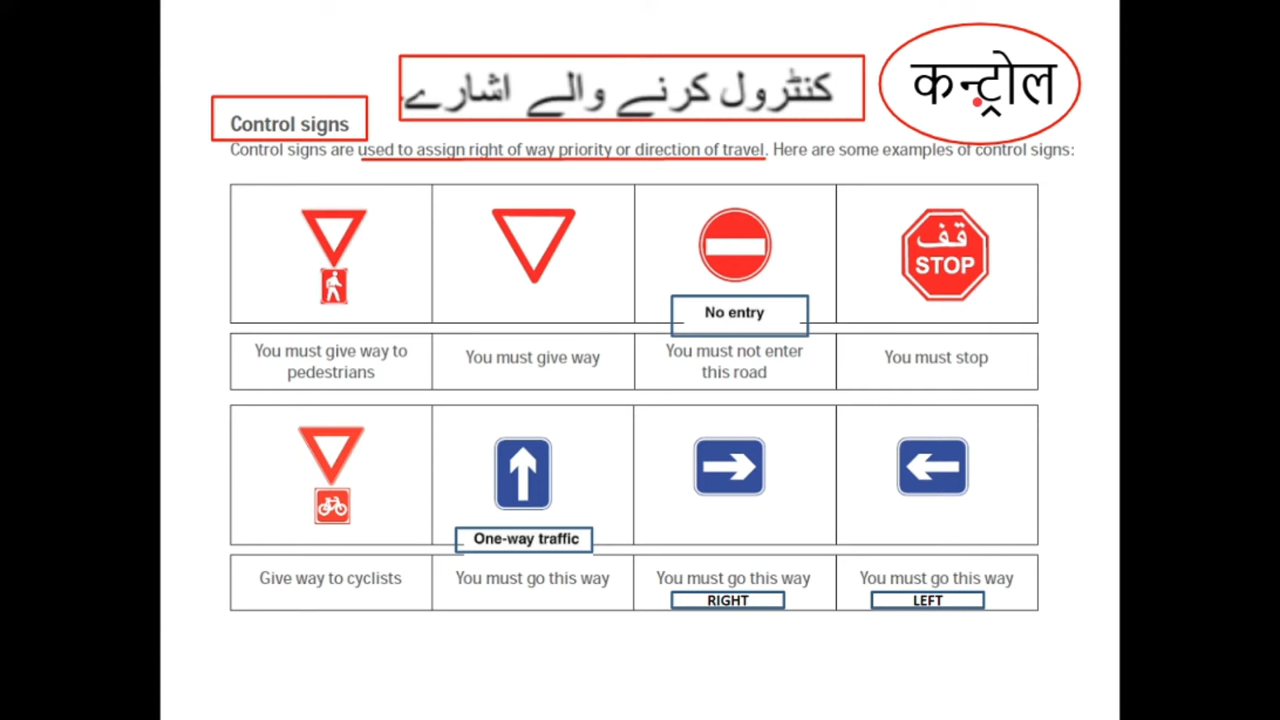 کنٹرول کرنے والے اشارے
कन्ट्रोल
Control signs
Control signs are used to assign right of way priority or direction of travel. Here are some examples of control signs:
قف
STOP
No entry
You must give way to
pedestrians
You must give way
You must not enter
this road
You must stop
One-way traffic
Give way to cyclists
You must go this way
You must go this way
RIGHT
You must go this way
LEFT